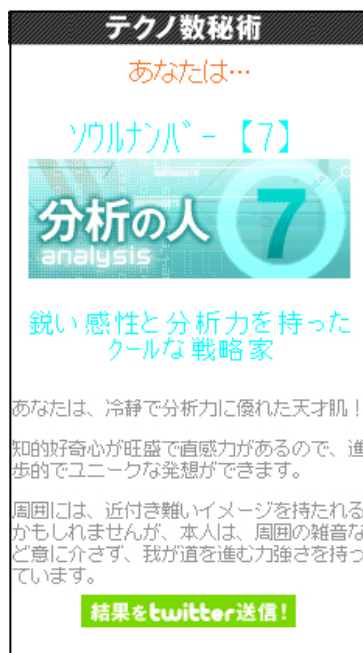 テクノ数秘術
あなたは…
ソウルナンバー【7】
分析の人
7
analysis
鋭い感性と分析力を持った
クールな戦略家
あなたは、冷静で分析力に優れた天才肌！
知的好奇心が旺盛で直感力があるので、進
歩的でユニークな発想ができます。
周囲には、近付き難いイメージを持たれる
かもしれませんが、本人は、周囲の雑音な
ど意に介さず、我が道を進む力強さを持っ
ています。
結果をtwitter送信!